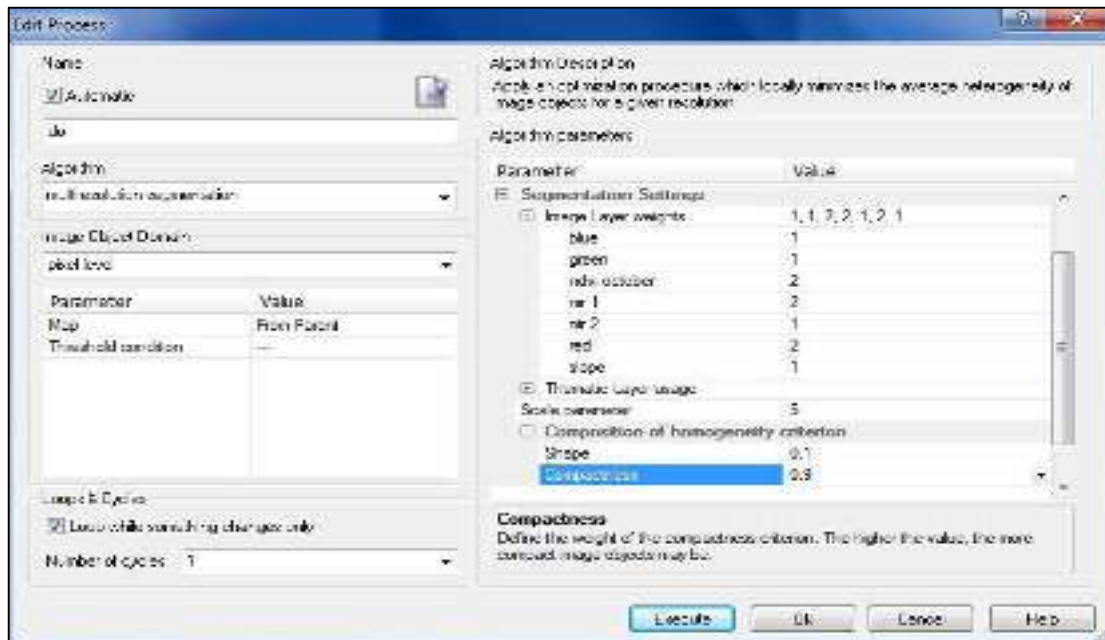 Edit Process
Name
Automatic
do
Algorithm
multiresolution segmentation
Image Object Domain
pixel level
Parameter Value
Map From Parent
Threshold condition ---
Loops & Cycles
Loop while something changes only
Number of cycles 1
Algorithm Description
Apply an optimization procedure which locally minimizes the average heterogeneity of
image objects for a given resolution
Algorithm parameters
Parameter Value
Segmentation Settings
Image Layer weights 1, 1, 2, 2, 1, 2, 1
blue 1
green 1
october 2
nir 1 2
nir 2 1
red 2
slope 1
Thematic Layer usage
Scale parameter 5
Composition of homogeneity criterion
Shape 0.1
Compactness 0.9
Compactness
Define the weight of the compactness criterion. The higher the value, the more
compact image objects may be.
Execute Ok Cancel Help